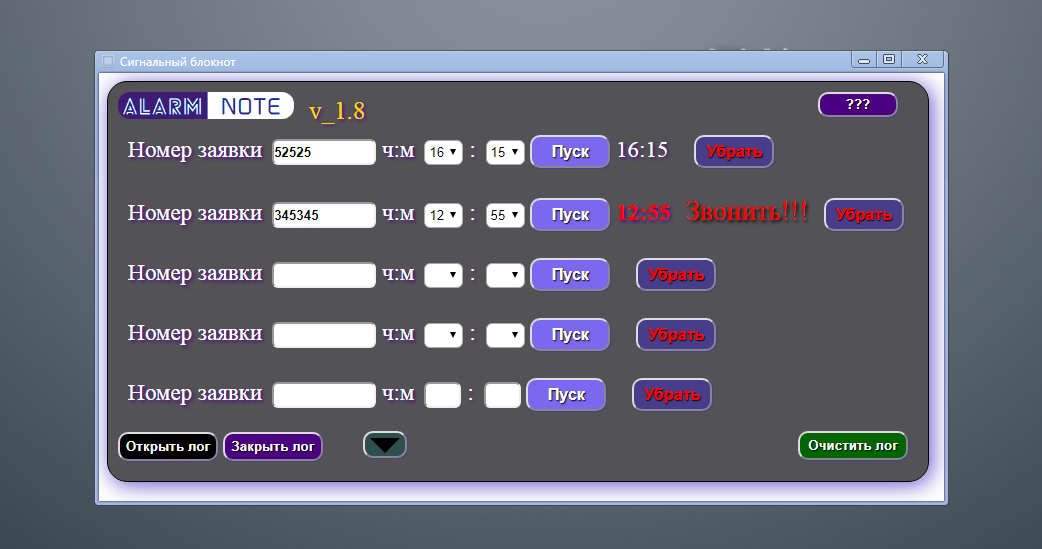 Сигнальный блокнот
ALARM NOTE v_1.8 ???
Номер заявки 52525 ч:м 16 : 15 Пуск 16:15 Убрать
Номер заявки 345345 ч:м 12 : 55 Пуск 12:55 Звонить!!! Убрать
Номер заявки ч:м : Пуск Убрать
Номер заявки ч:м : Пуск Убрать
Номер заявки ч:м : Пуск Убрать
Открыть лог Закрыть лог Очистить лог